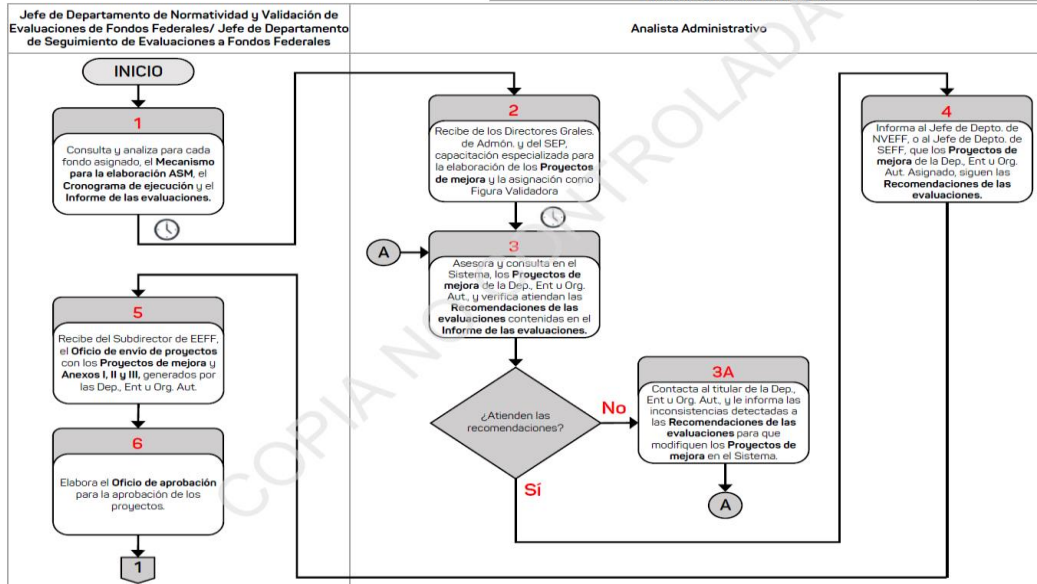 Jefe de Departamento de Normatividad y Validación de
Evaluaciones de Fondos Federales/ Jefe de Departamento
de Seguimiento de Evaluaciones a Fondos Federales
Analista Administrativo
INICIO
1
Consulta y analiza para cada
fondo asignado, el Mecanismo
para la elaboración ASM, el
Cronograma de ejecución y el
Informe de las evaluaciones.
2
Recibe de los Directores Grales.
de Admón. y del SEP,
capacitación especializada para
la elaboración de los Proyectos
de mejora y la asignación como
Figura Validadora
A
3
Asesora y consulta en el
Sistema, los Proyectos de
mejora de la Dep., Ent u Org.
Aut., y verifica atiendan las
Recomendaciones de las
evaluaciones contenidas en el
Informe de las evaluaciones.
¿Atienden las
recomendaciones?
No
Sí
3A
Contacta al titular de la Dep.,
Ent u Org. Aut., y le informa las
inconsistencias detectadas a
las Recomendaciones de las
evaluaciones para que
modifiquen los Proyectos de
mejora en el Sistema.
A
4
Informa al Jefe de Depto. de
NVEFF, o al Jefe de Depto. de
SEFF, que los Proyectos de
mejora de la Dep., Ent u Org.
Aut. Asignado, siguen las
Recomendaciones de las
evaluaciones.
5
Recibe del Subdirector de EEFF,
el Oficio de envío de proyectos
con los Proyectos de mejora y
Anexos I, II y III, generados por
las Dep., Ent u Org. Aut.
6
Elabora el Oficio de aprobación
para la aprobación de los
proyectos.
1
COPIA NO CONTROLADA